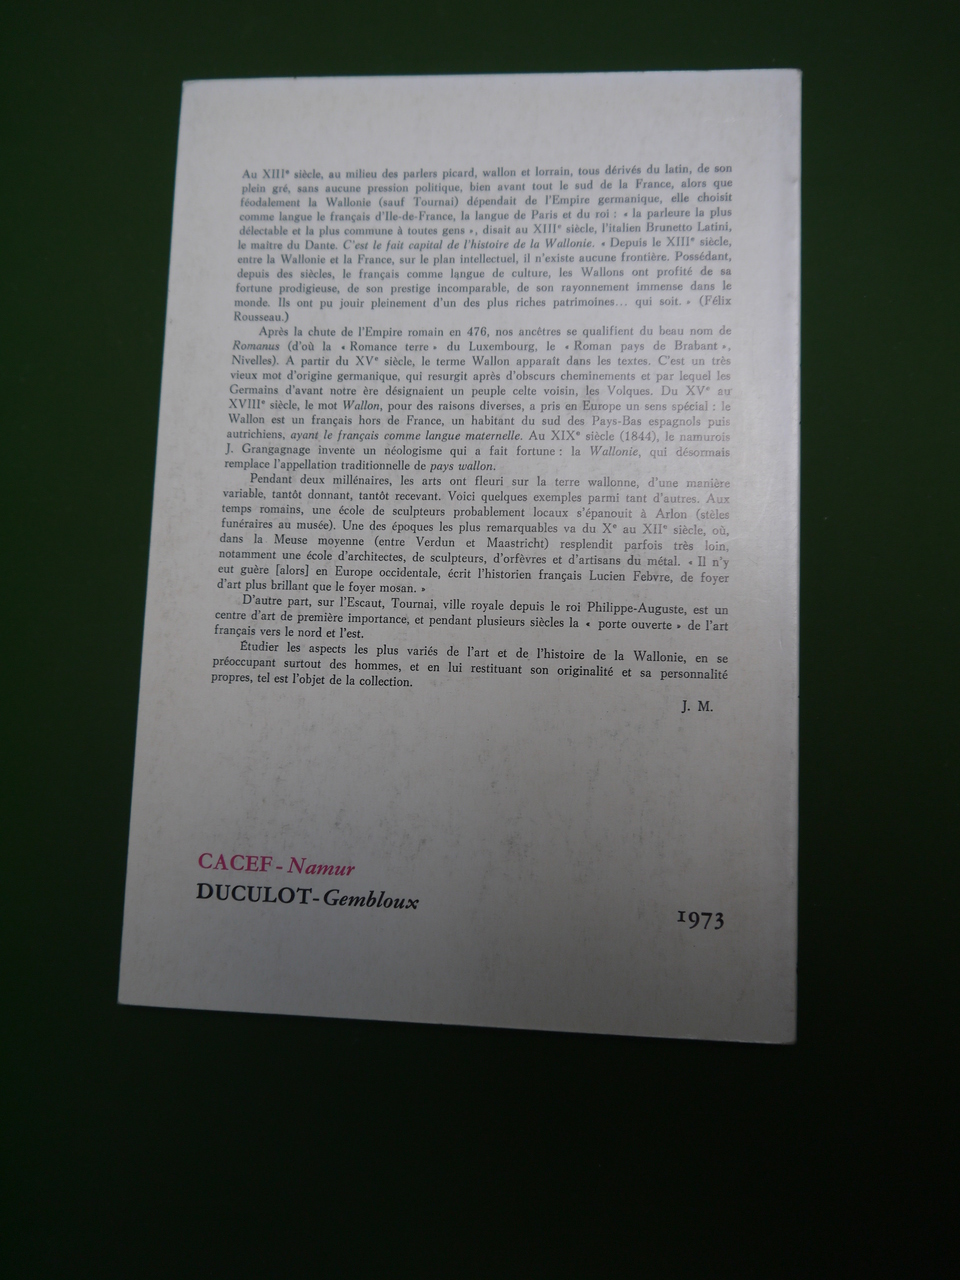 Au XIIIe siècle, au milieu des parlers picard, wallon et lorrain, tous dérivés du latin, de son
plein gré, sans aucune pression politique, bien avant tout le sud de la France, alors que
féodalement la Wallonie (sauf Tournai) dépendait de l'Empire germanique, elle choisit
comme langue le français d'Ile-de-France, la langue de Paris et du roi : « la parleure la plus
délectable et la plus commune à toutes gens », disait au XIIIe siècle, l'italien Brunetto Latini,
le maître du Dante. C'est le fait capital de l'histoire de la Wallonie. « Depuis le XIIIe siècle,
entre la Wallonie et la France, sur le plan intellectuel, il n'existe aucune frontière. Possédant,
depuis des siècles, le français comme langue de culture, les Wallons ont profité de sa
fortune prodigieuse, de son prestige incomparable, de son rayonnement immense dans le
monde. Ils ont pu jouir pleinement d'un des plus riches patrimoines... qui soit. » (Félix
Rousseau.)
Après la chute de l'Empire romain en 476, nos ancêtres se qualifient du beau nom de
Romanus (d'où la « Romance terre » du Luxembourg, le « Roman pays de Brabant »,
Nivelles). A partir du XVe siècle, le terme Wallon apparaît dans les textes. C'est un très
vieux mot d'origine germanique, qui resurgit après d'obscurs cheminements et par lequel les
Germains d'avant notre ère désignaient un peuple celte voisin, les Volques. Du XVe au
XVIIIe siècle, le mot Wallon, pour des raisons diverses, a pris en Europe un sens spécial : le
Wallon est un français hors de France, un habitant du sud des Pays-Bas espagnols puis
autrichiens, ayant le français comme langue maternelle. Au XIXe siècle (1844), le namurois
J. Grangagnage invente un néologisme qui a fait fortune : la Wallonie, qui désormais
remplace l'appellation traditionnelle de pays wallon.
Pendant deux millénaires, les arts ont fleuri sur la terre wallonne, d'une manière
variable, tantôt donnant, tantôt recevant. Voici quelques exemples parmi tant d'autres. Aux
temps romains, une école de sculpteurs probablement locaux s'épanouit à Arlon (stèles
funéraires au musée). Une des époques les plus remarquables va du Xe au XIIe siècle, où,
dans la Meuse moyenne (entre Verdun et Maastricht) resplendit parfois très loin,
notamment une école d'architectes, de sculpteurs, d'orfèvres et d'artisans du métal. « Il n'y
eut guère [alors] en Europe occidentale, écrit l'historien français Lucien Febvre, de foyer
d'art plus brillant que le foyer mosan. »
D'autre part, sur l'Escaut, Tournai, ville royale depuis le roi Philippe-Auguste, est un
centre d'art de première importance, et pendant plusieurs siècles la « porte ouverte » de l'art
français vers le nord et l'est.
Étudier les aspects les plus variés de l'art et de l'histoire de la Wallonie, en se
préoccupant surtout des hommes, et en lui restituant son originalité et sa personnalité
propres, tel est l'objet de la collection.
J. M.
CACEF - Namur
DUCULOT - Gembloux
1973